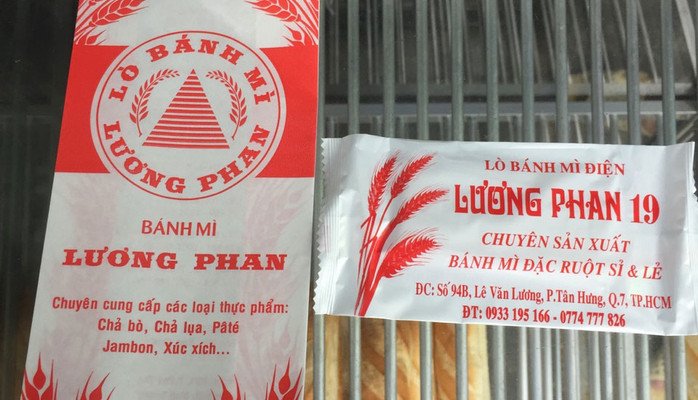 LÒ BÁNH MÌ
LƯƠNG PHAN
BÁNH MÌ
LƯƠNG PHAN
Chuyên cung cấp các loại thực phẩm:
Chả bò, Chả lụa, Pâté
Jambon, Xúc xích...
LÒ BÁNH MÌ ĐIỆN
LƯƠNG PHAN 19
CHUYÊN SẢN XUẤT
BÁNH MÌ ĐẶC RUỘT SỈ & LẺ
ĐC: Số 94B, Lê Văn Lương, P.Tân Hưng, Q.7, TP.HCM
ĐT: 0933 195 166 - 0774 777 826